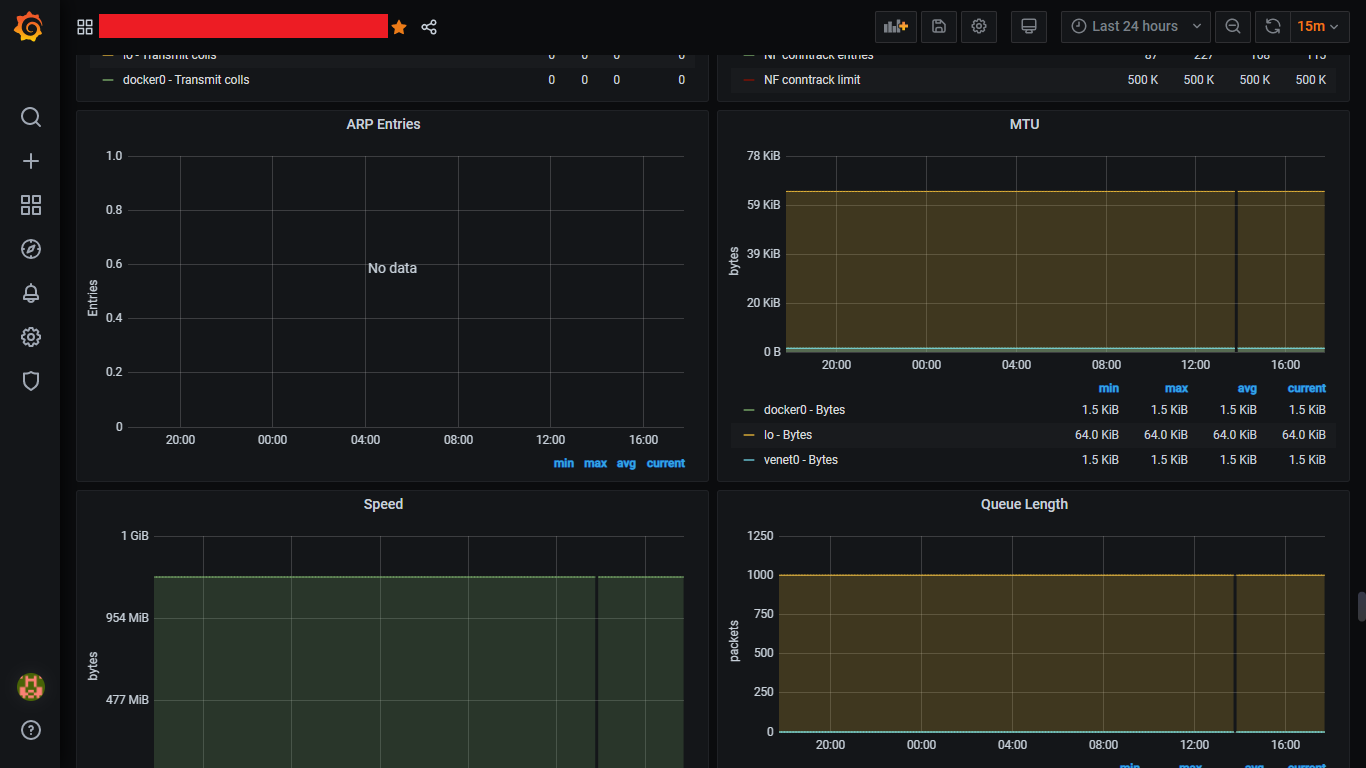 Last 24 hours
15m
lo - Transmit colls 0 0 0 0
docker0 - Transmit colls 0 0 0 0
NF conntrack entries 87 227 168 115
NF conntrack limit 500 K 500 K 500 K 500 K
ARP Entries
1.0
0.8
0.6
0.4
0.2
0
Entries
No data
20:00 00:00 04:00 08:00 12:00 16:00
min max avg current
MTU
78 KiB
59 KiB
39 KiB
20 KiB
0 B
bytes
20:00 00:00 04:00 08:00 12:00 16:00
min max avg current
docker0 - Bytes 1.5 KiB 1.5 KiB 1.5 KiB 1.5 KiB
lo - Bytes 64.0 KiB 64.0 KiB 64.0 KiB 64.0 KiB
venet0 - Bytes 1.5 KiB 1.5 KiB 1.5 KiB 1.5 KiB
Speed
1 GiB
954 MiB
477 MiB
bytes
Queue Length
1250
1000
750
500
250
0
packets
20:00 00:00 04:00 08:00 12:00 16:00
min max avg current